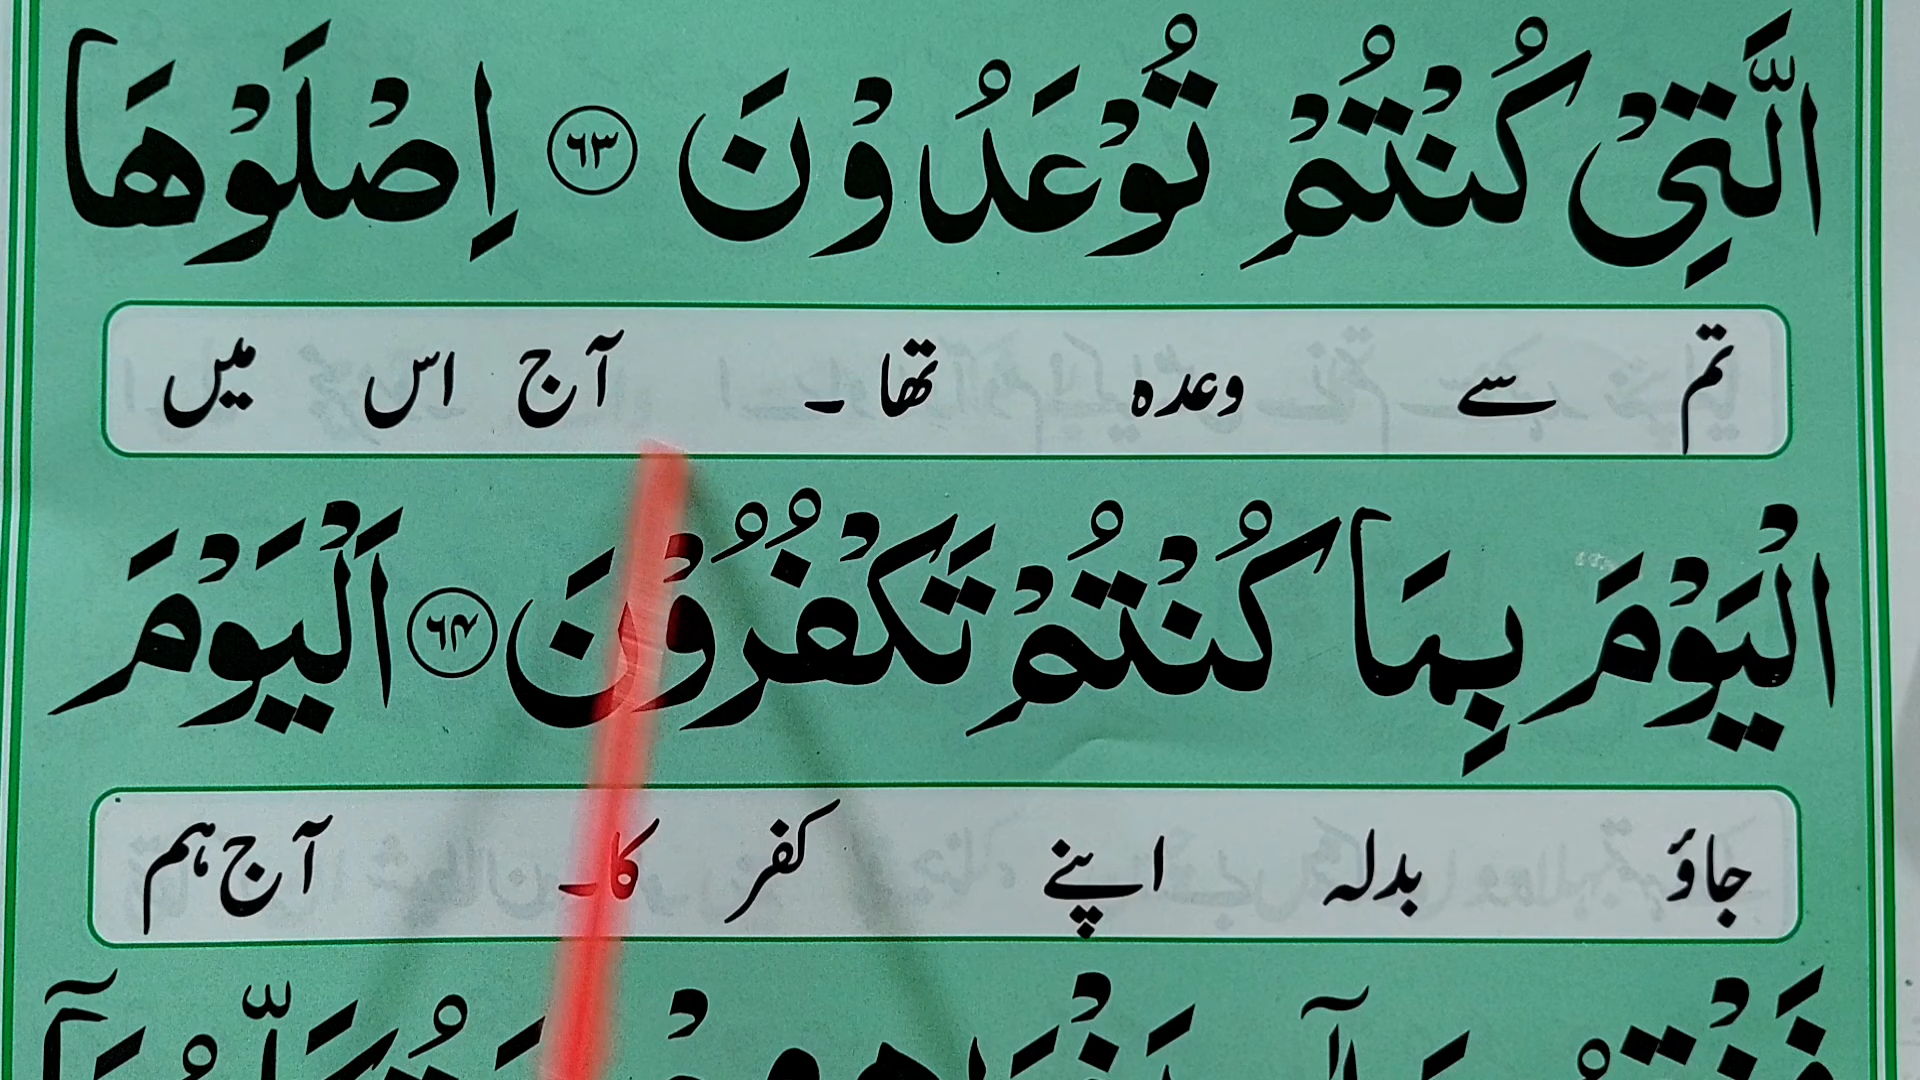 الَّتِيْ كُنْتُمْ تُوْعَدُوْنَ ﴿٦٣﴾ اِصْلَوْهَا
تم سے وعدہ تھا ۔ آج اس میں
الْيَوْمَ بِمَا كُنْتُمْ تَكْفُرُوْنَ ﴿٦٤﴾ اَلْيَوْمَ
جاؤ بدلہ اپنے کفر کا۔ آج ہم